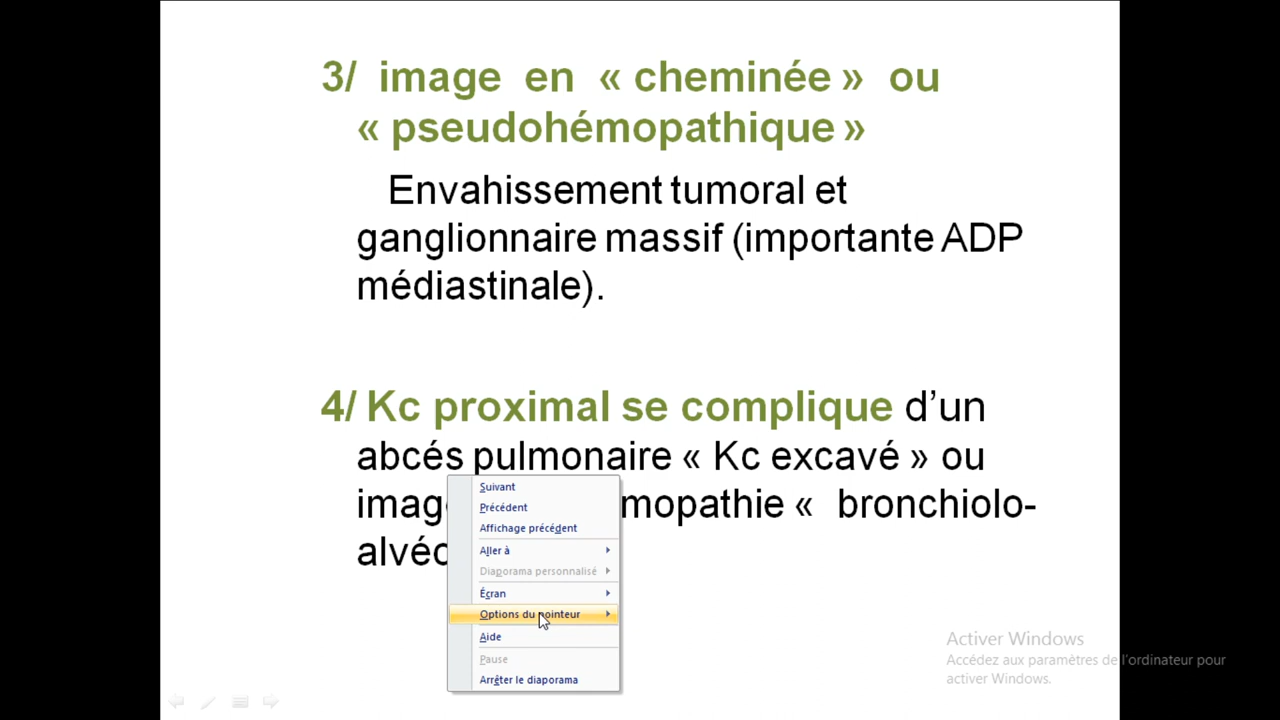 3/ image en « cheminée » ou
« pseudohémopathique »
Envahissement tumoral et
ganglionnaire massif (importante ADP
médiastinale).
4/ Kc proximal se complique d’un
abcés pulmonaire « Kc excavé » ou
imag mopathie « bronchiolo-
alvéo
Suivant
Précédent
Affichage précédent
Aller à
Diaporama personnalisé
Écran
Options du pointeur
Aide
Pause
Arrêter le diaporama
Activer Windows
Accédez aux paramètres de l’ordinateur pour
activer Windows.